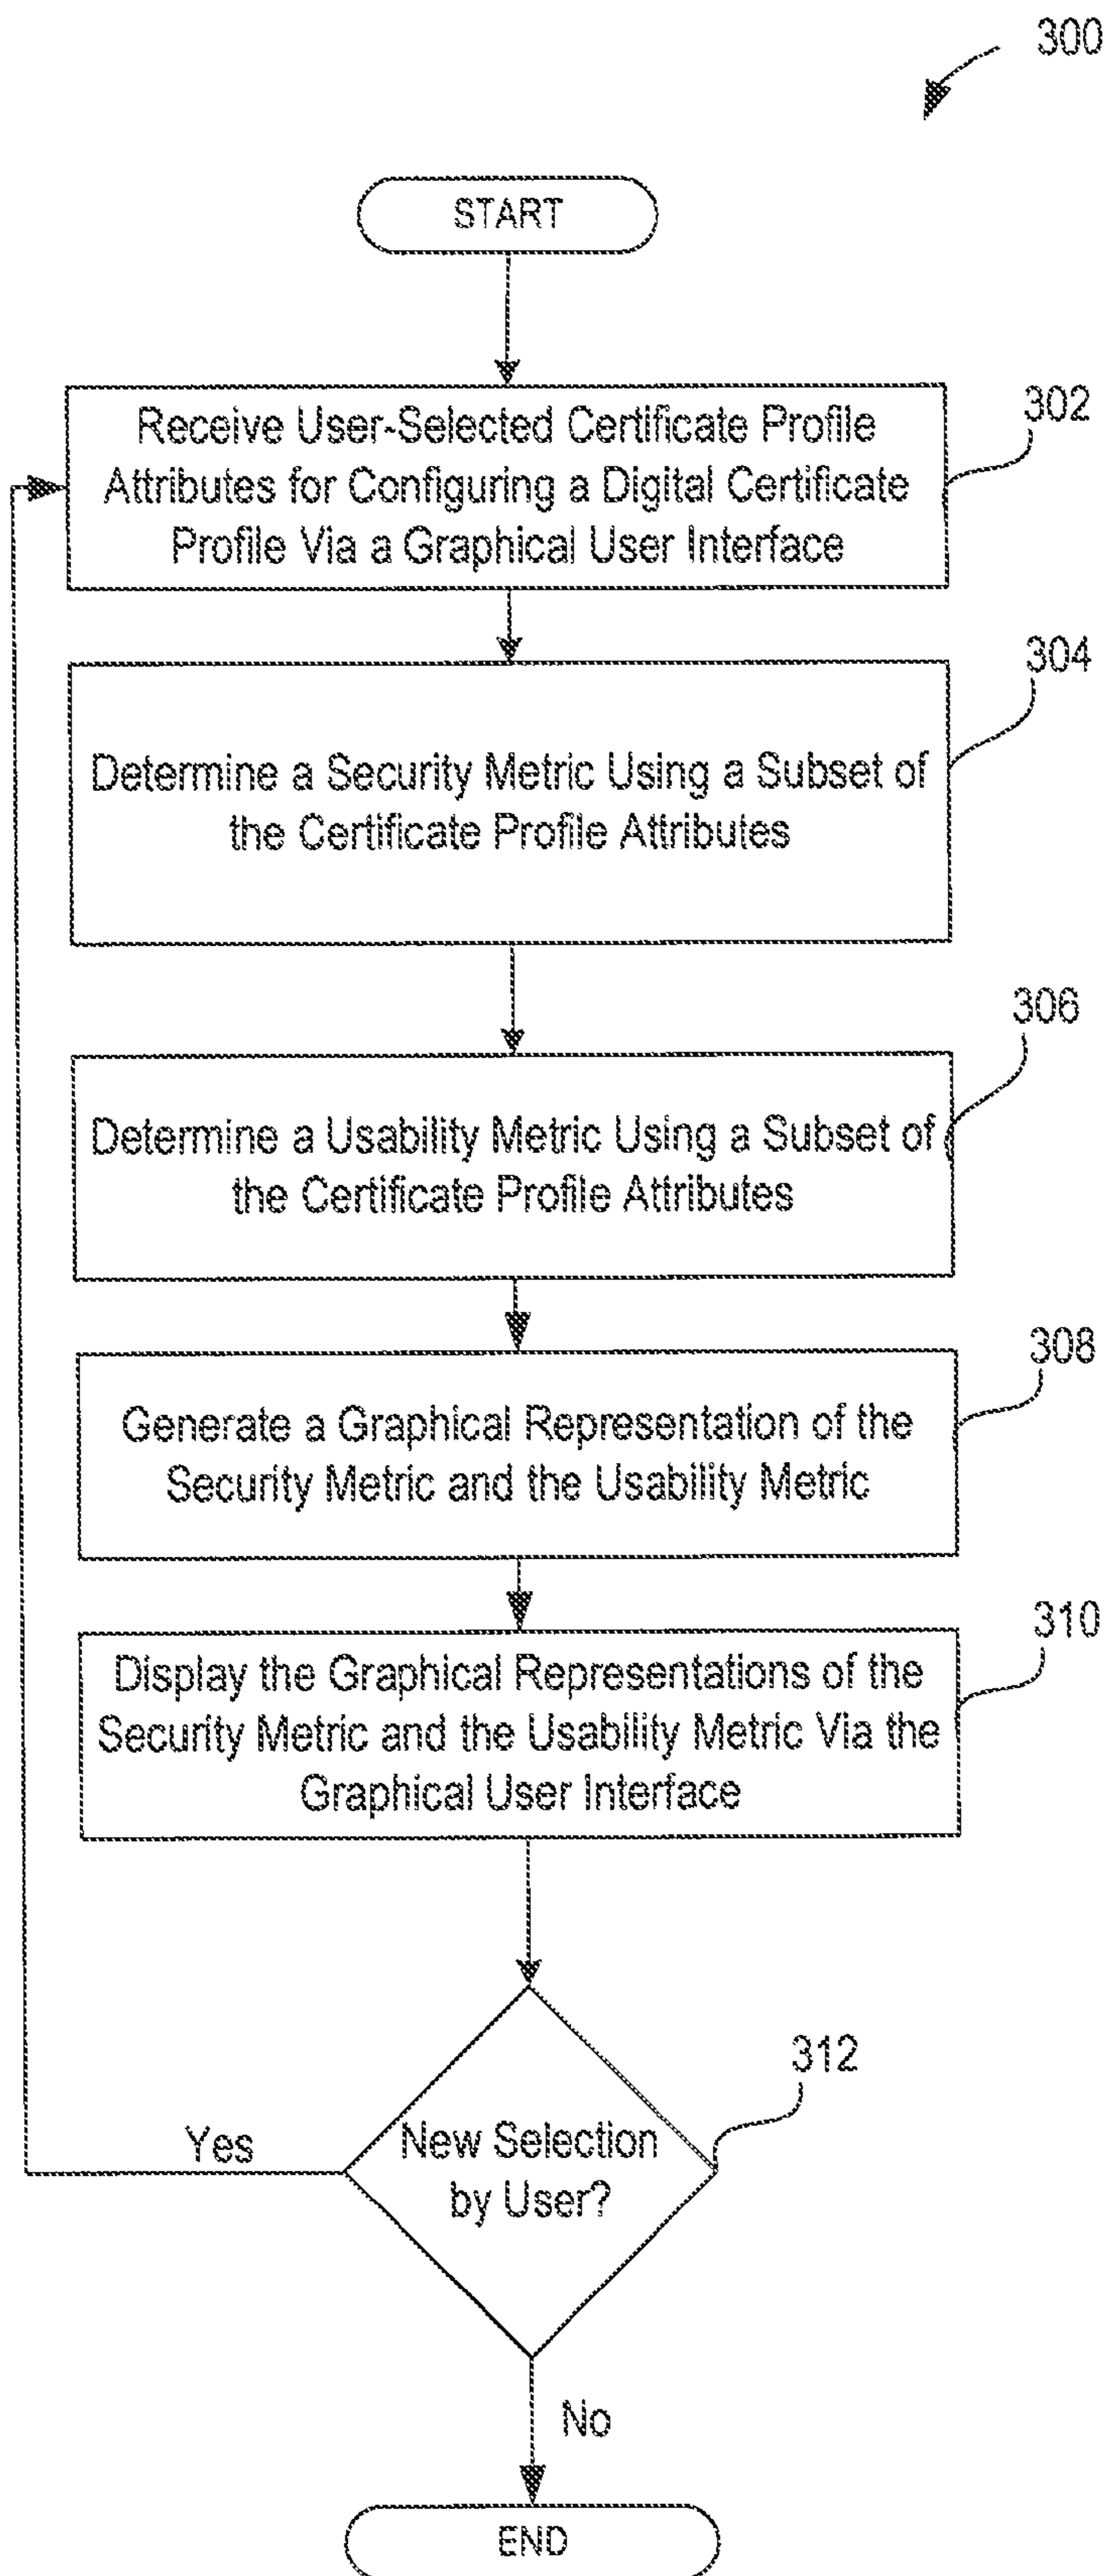 300
START
Receive User-Selected Certificate Profile
Attributes for Configuring a Digital Certificate
Profile Via a Graphical User Interface
302
Determine a Security Metric Using a Subset of
the Certificate Profile Attributes
304
Determine a Usability Metric Using a Subset of
the Certificate Profile Attributes
306
Generate a Graphical Representation of the
Security Metric and the Usability Metric
308
Display the Graphical Representations of the
Security Metric and the Usability Metric Via the
Graphical User Interface
310
New Selection
by User?
312
Yes
No
END